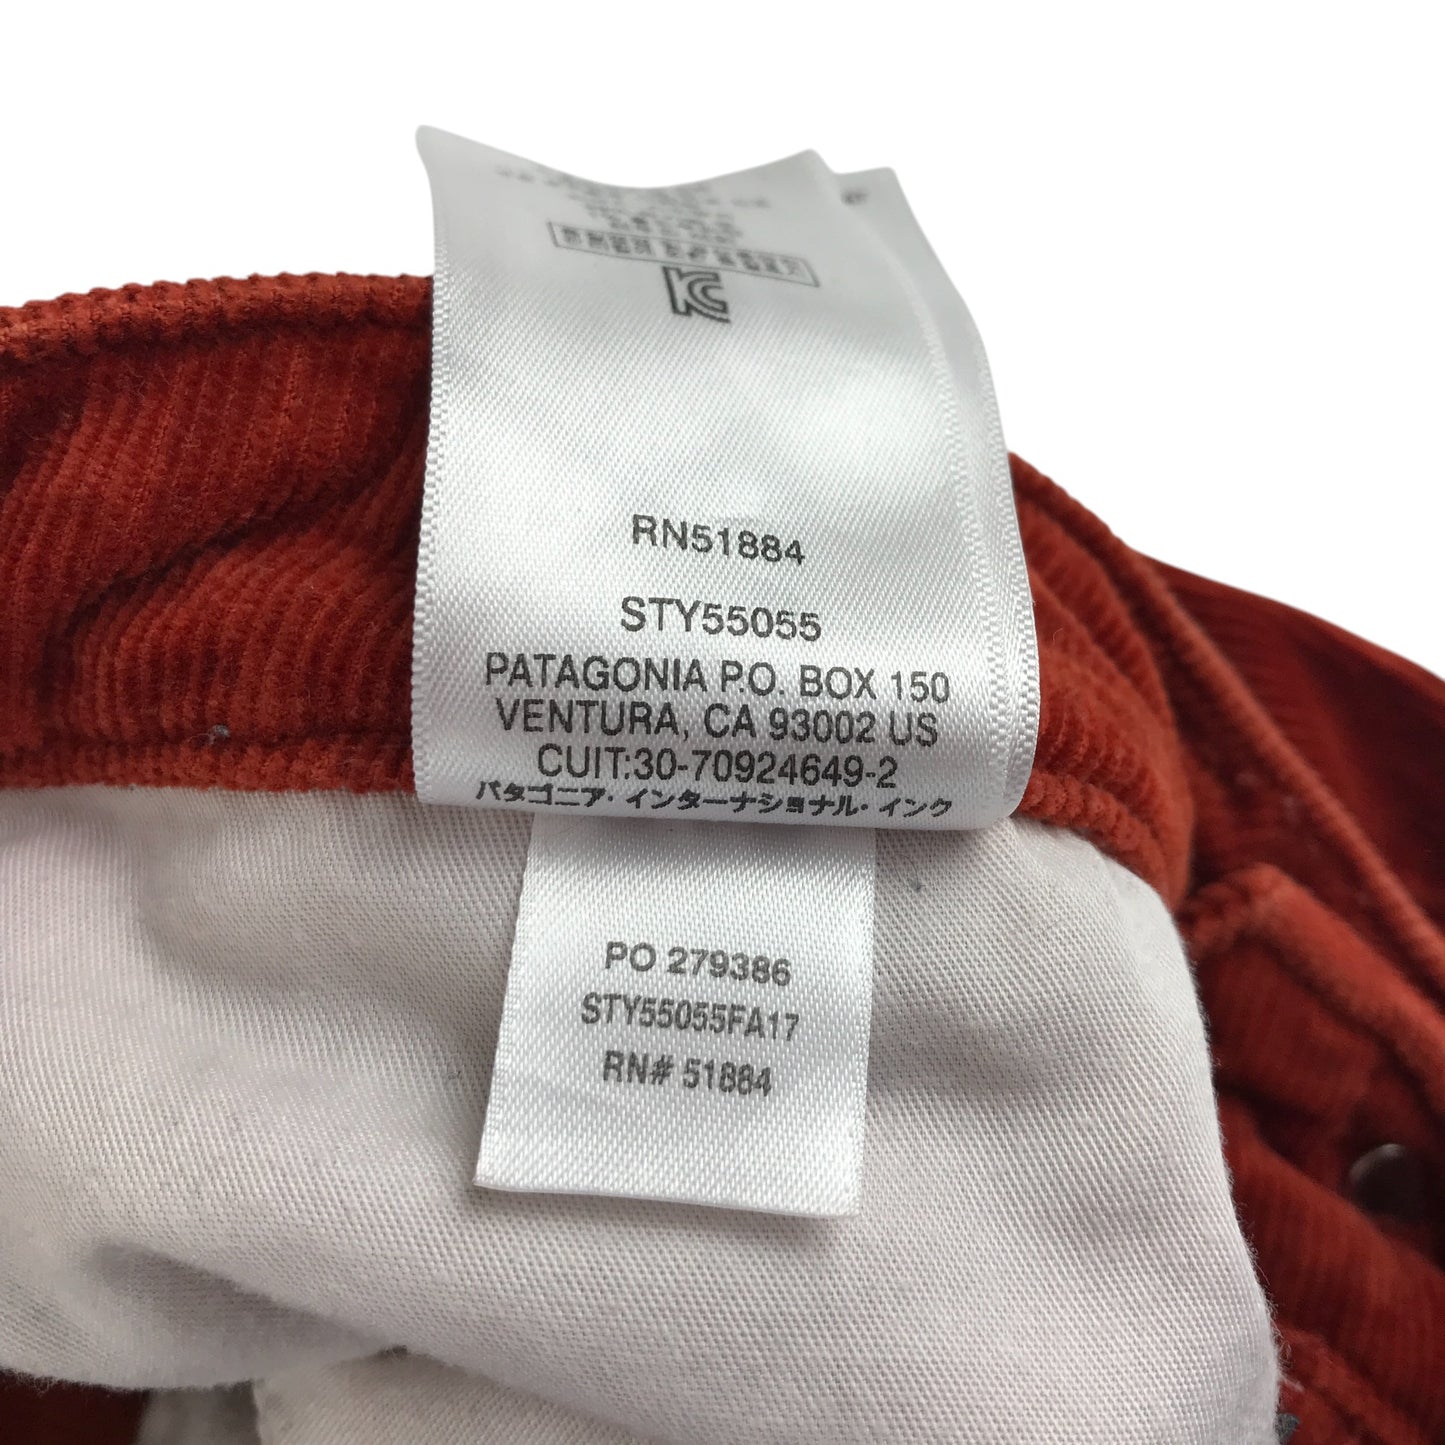 RN51884
STY55055
PATAGONIA P.O. BOX 150
VENTURA, CA 93002 US
CUIT:30-70924649-2
パタゴニア・インターナショナル・インク
PO 279386
STY55055FA17
RN# 51884